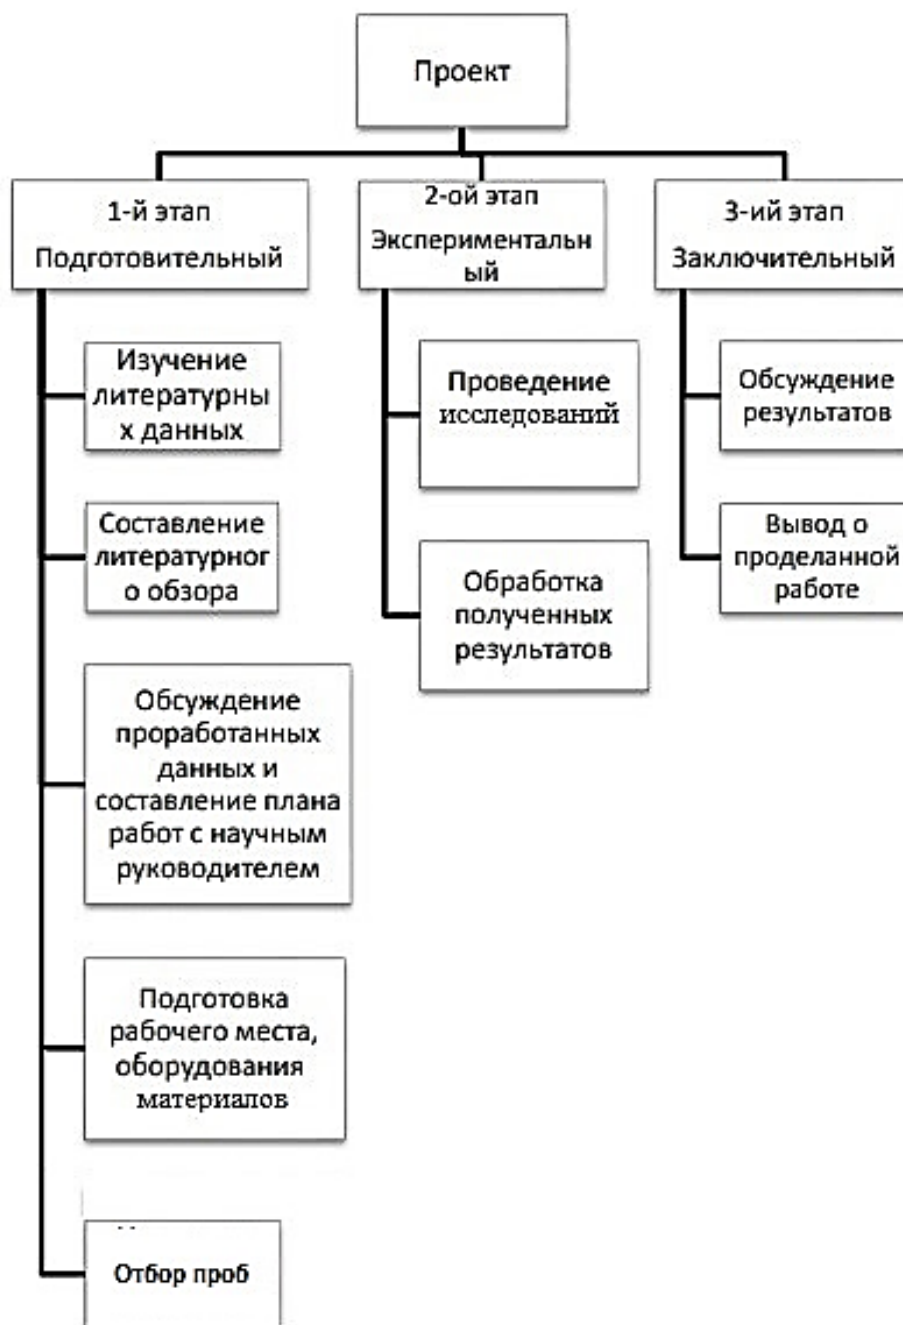 Проект
1-й этап
Подготовительный
Изучение
литературны
х данных
Составление
литературног
о обзора
Обсуждение
проработанных
данных и
составление плана
работ с научным
руководителем
Подготовка
рабочего места,
оборудования
материалов
Отбор проб
2-ой этап
Экспериментальн
ый
Проведение
исследований
Обработка
полученных
результатов
3-ий этап
Заключительный
Обсуждение
результатов
Вывод о
проделанной
работе